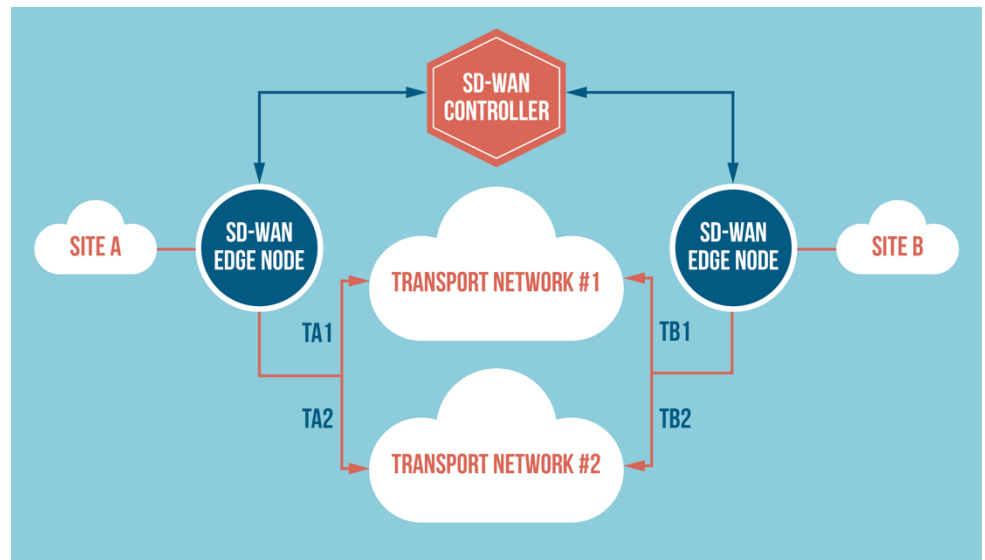 SD-WAN
CONTROLLER
SITE A
SD-WAN
EDGE NODE
SD-WAN
EDGE NODE
SITE B
TRANSPORT NETWORK #1
TA1
TB1
TA2
TB2
TRANSPORT NETWORK #2